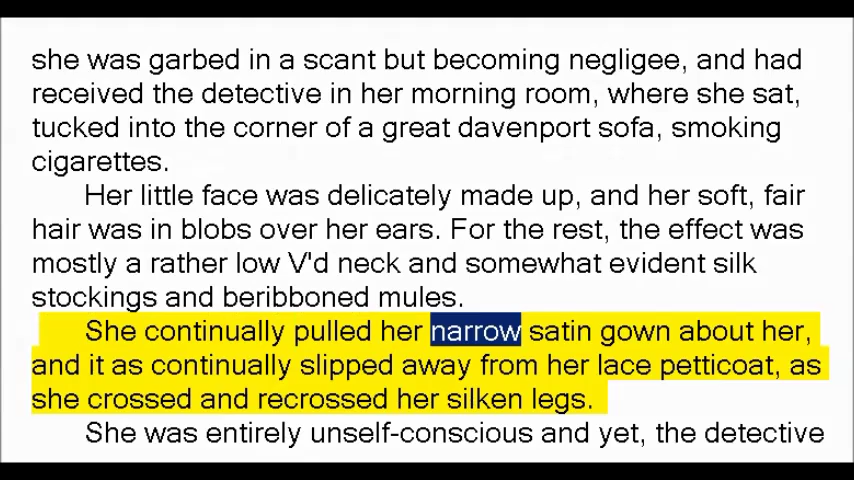 she was garbed in a scant but becoming negligee, and had
received the detective in her morning room, where she sat,
tucked into the corner of a great davenport sofa, smoking
cigarettes.
Her little face was delicately made up, and her soft, fair
hair was in blobs over her ears. For the rest, the effect was
mostly a rather low V'd neck and somewhat evident silk
stockings and beribboned mules.
She continually pulled her narrow satin gown about her,
and it as continually slipped away from her lace petticoat, as
she crossed and recrossed her silken legs.
She was entirely unself-conscious and yet, the detective